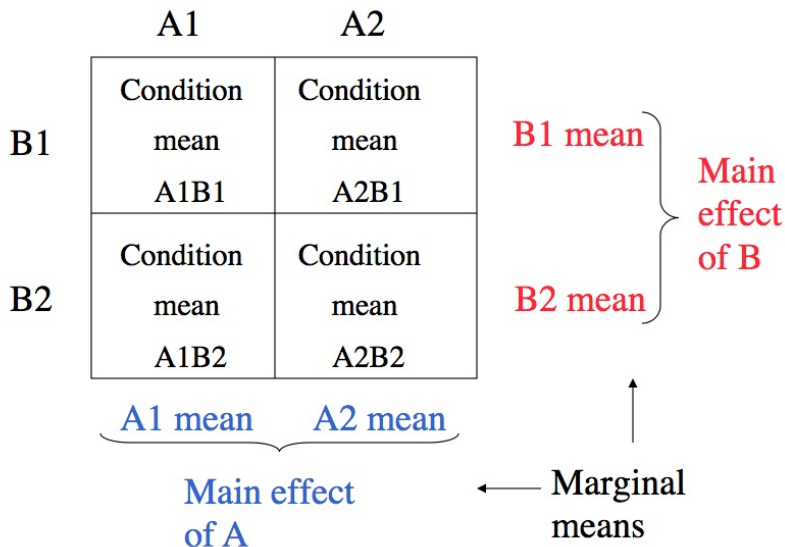 A1 A2
Condition Condition
mean mean
A1B1 A2B1
B1
B1 mean
Main
effect
of B
Condition Condition
mean mean
A1B2 A2B2
B2
B2 mean
A1 mean A2 mean
Main effect
of A
Marginal
means